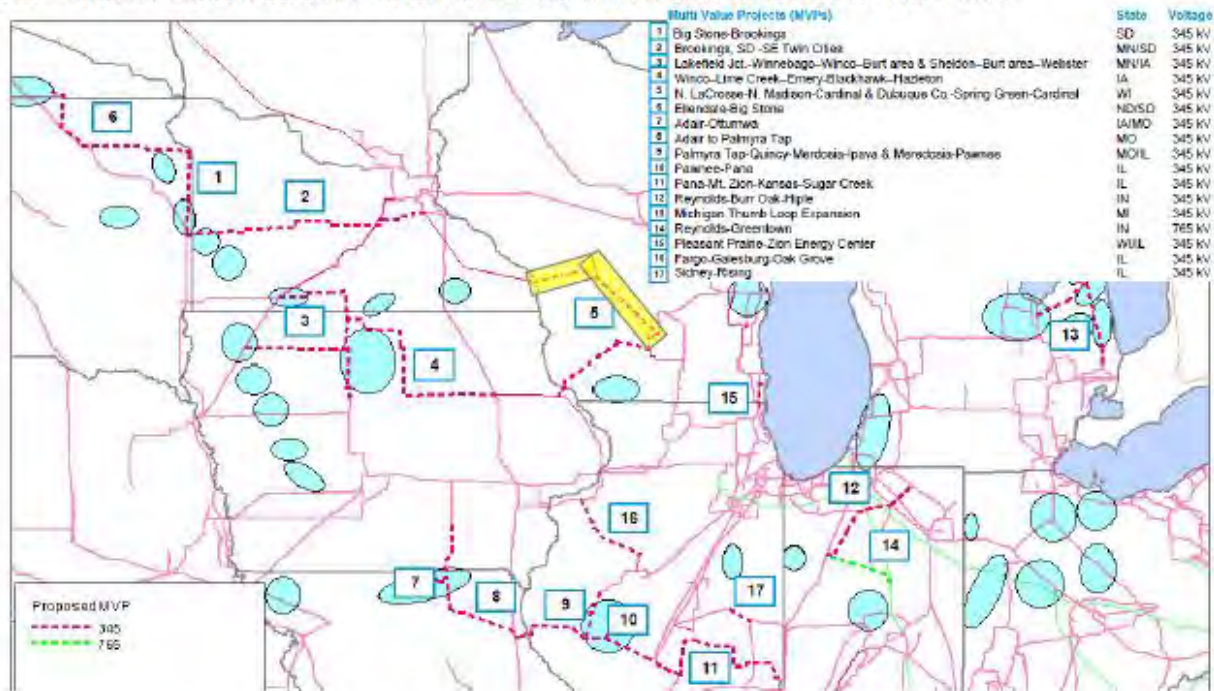 Multi Value Projects (MVPs) State Voltage
1 Big Stone-Brookings SD 345 kV
2 Brookings, SD -SE Twin Cities MN/SD 345 kV
3 Lakefield Jct.-Winnebago-Winco-Burt area & Sheldon-Burt area-Webster MN/IA 345 kV
4 Winco-Lime Creek-Emery-Blackhawk-Hazleton IA 345 kV
5 N. LaCrosse-N. Madison-Cardinal & Dubuque Co.-Spring Green-Cardinal WI 345 kV
6 Ellendale-Big Stone ND/SD 345 kV
7 Adair-Ottumwa IA/MO 345 kV
8 Adair to Palmyra Tap MO 345 kV
9 Palmyra Tap-Quincy-Merdosia-Ipava & Meredosia-Pawnee MO/IL 345 kV
10 Pawnee-Pana IL 345 kV
11 Pana-Mt. Zion-Kansas-Sugar Creek IL 345 kV
12 Reynolds-Burr Oak-Hiple IN 345 kV
13 Michigan Thumb Loop Expansion MI 345 kV
14 Reynolds-Greentown IN 765 kV
15 Pleasant Prairie-Zion Energy Center WI/IL 345 kV
16 Fargo-Galesburg-Oak Grove IL 345 kV
17 Sidney-Rising IL 345 kV
6
1
2
3
4
5
13
15
12
16
14
7
8
9
10
17
11
Proposed MVP
345
765